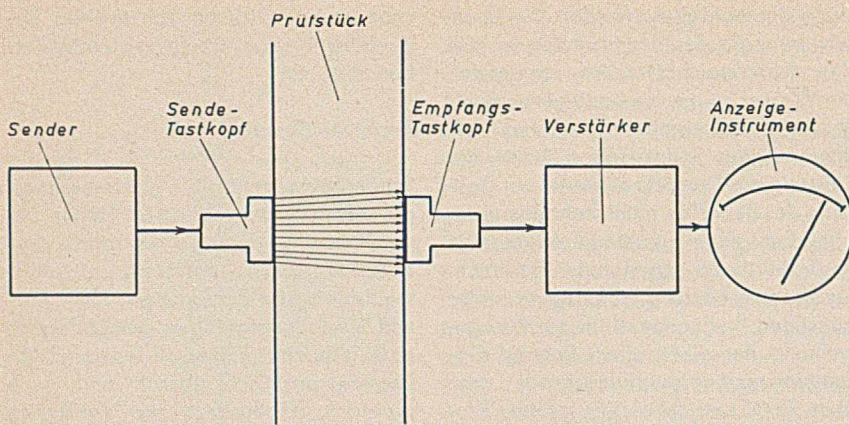 Prüfstück
Sender
Sende-
Tastkopf
Empfangs-
Tastkopf
Verstärker
Anzeige-
Instrument